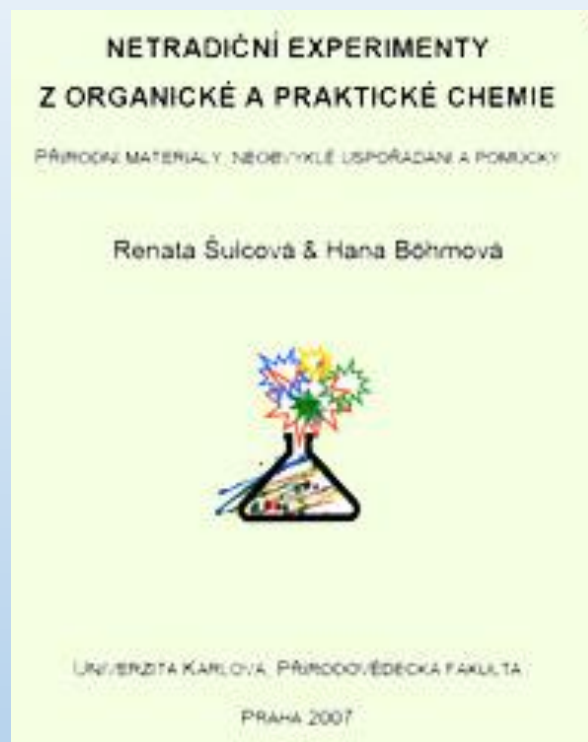 NETRADIČNÍ EXPERIMENTY
Z ORGANICKÉ A PRAKTICKÉ CHEMIE
PŘÍRODNÍ MATERIÁLY, NEOBVYKLÉ USPOŘÁDÁNÍ A POMŮCKY
Renata Šulcová & Hana Böhmová
UNIVERZITA KARLOVA, PŘÍRODOVĚDECKÁ FAKULTA
PRAHA 2007